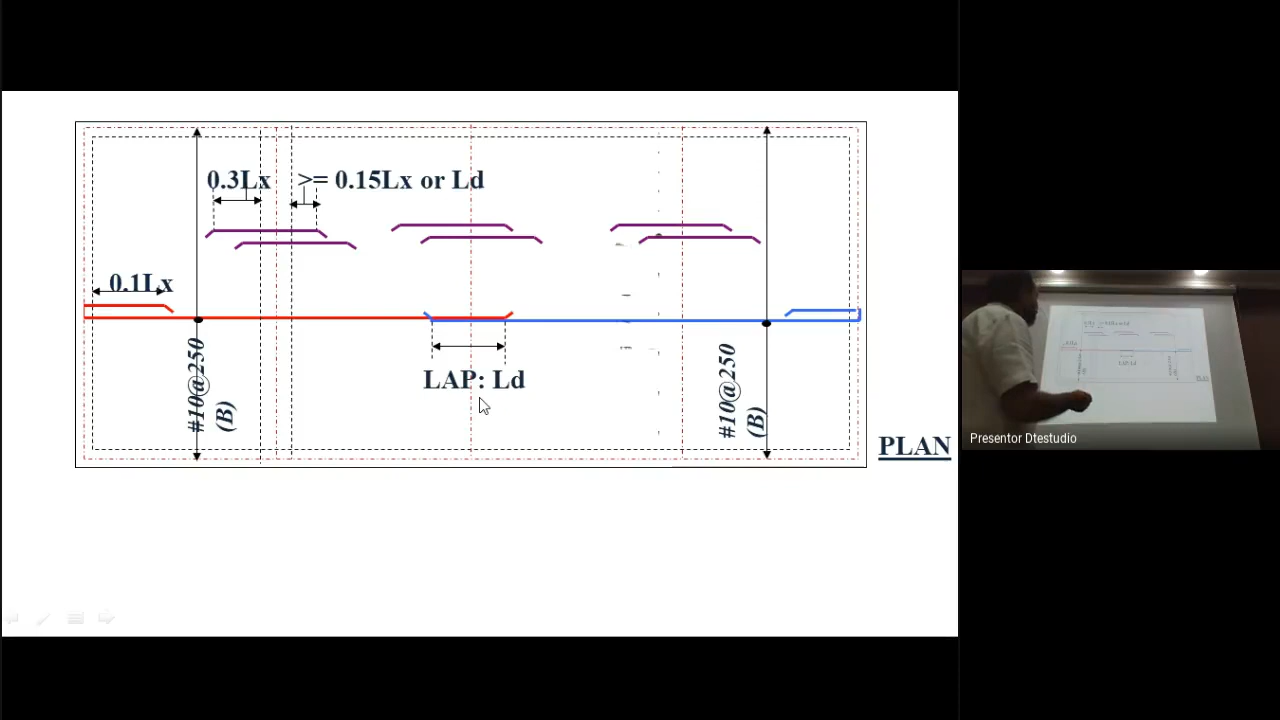 0.3Lx
>= 0.15Lx or Ld
0.1Lx
#10@250
(B)
LAP: Ld
#10@250
(B)
PLAN
Presentor Dtestudio